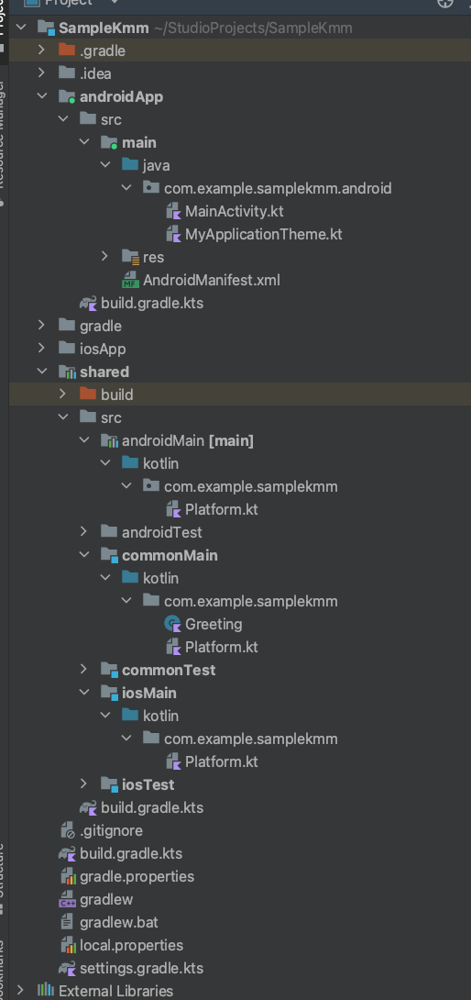 Project
SampleKmm ~/StudioProjects/SampleKmm
.gradle
.idea
androidApp
src
main
java
com.example.samplekmm.android
MainActivity.kt
MyApplicationTheme.kt
res
MF AndroidManifest.xml
build.gradle.kts
gradle
iosApp
shared
build
src
androidMain [main]
kotlin
com.example.samplekmm
Platform.kt
androidTest
commonMain
kotlin
com.example.samplekmm
Greeting
Platform.kt
commonTest
iosMain
kotlin
com.example.samplekmm
Platform.kt
iosTest
build.gradle.kts
.gitignore
build.gradle.kts
gradle.properties
C++ gradlew
gradlew.bat
local.properties
settings.gradle.kts
External Libraries
Resource Manager
Structure